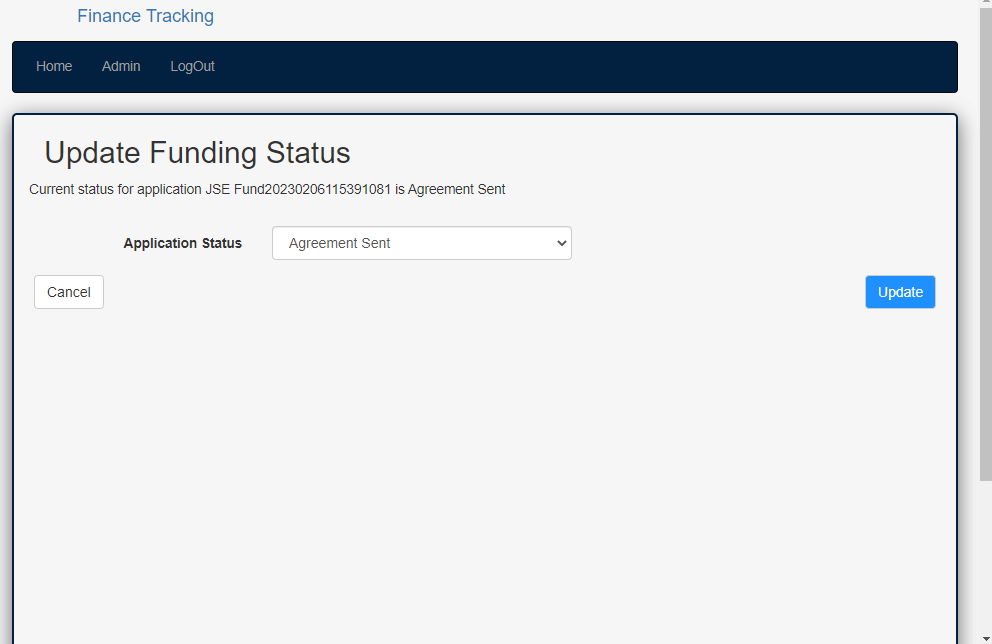 Finance Tracking
Home Admin LogOut
Update Funding Status
Current status for application JSE Fund20230206115391081 is Agreement Sent
Application Status Agreement Sent
Cancel Update